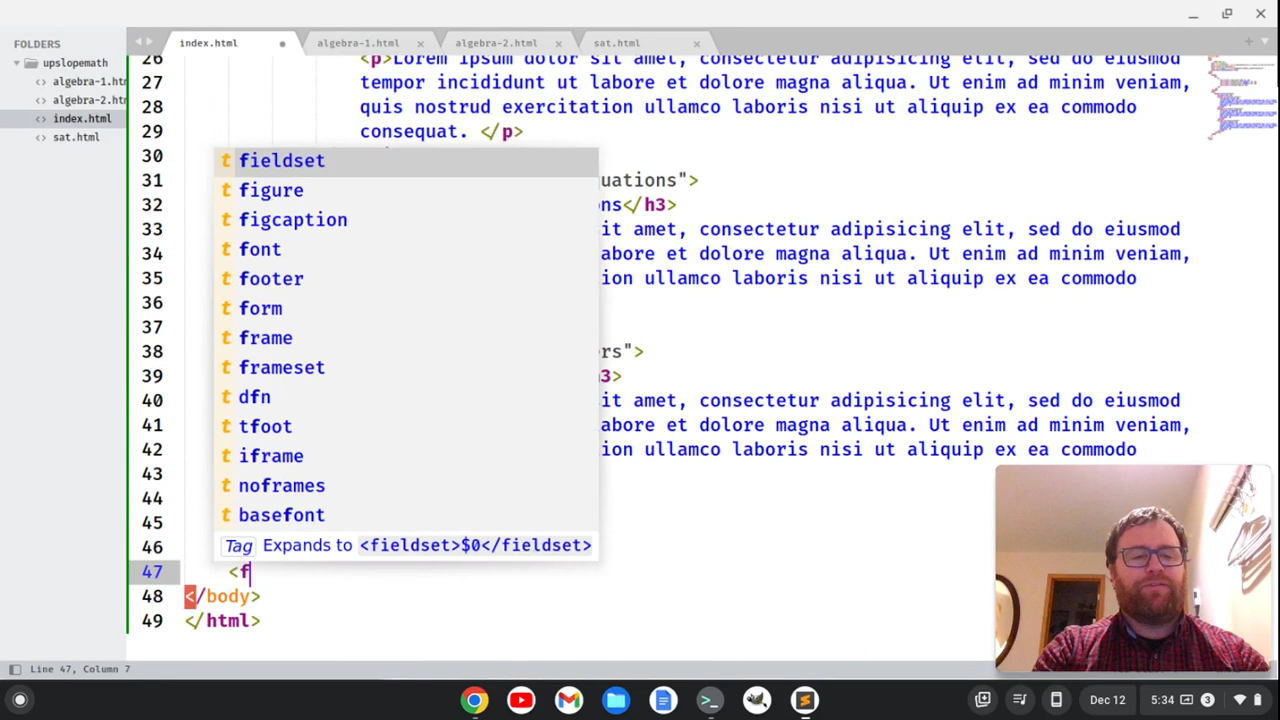 FOLDERS
upslopemath
<> algebra-1.htm
<> algebra-2.htm
<> index.html
<> sat.html
index.html
algebra-1.html
algebra-2.html
sat.html
26 <p>Lorem ipsum dolor sit amet, consectetur adipisicing elit, sed do eiusmod
27 tempor incididunt ut labore et dolore magna aliqua. Ut enim ad minim veniam,
28 quis nostrud exercitation ullamco laboris nisi ut aliquip ex ea commodo
29 consequat. </p>
30
31 uations">
32 ns</h3>
33 sit amet, consectetur adipisicing elit, sed do eiusmod
34 abore et dolore magna aliqua. Ut enim ad minim veniam,
35 ion ullamco laboris nisi ut aliquip ex ea commodo
36
37
38 rs">
39 h3>
40 sit amet, consectetur adipisicing elit, sed do eiusmod
41 abore et dolore magna aliqua. Ut enim ad minim veniam,
42 ion ullamco laboris nisi ut aliquip ex ea commodo
43
44
45
46
t fieldset
t figure
t figcaption
t font
t footer
t form
t frame
t frameset
t dfn
t tfoot
t iframe
t noframes
t basefont
Tag Expands to <fieldset>$0</fieldset>
47 <f
48 </body>
49 </html>
Line 47, Column 7
Dec 12
5:34
3